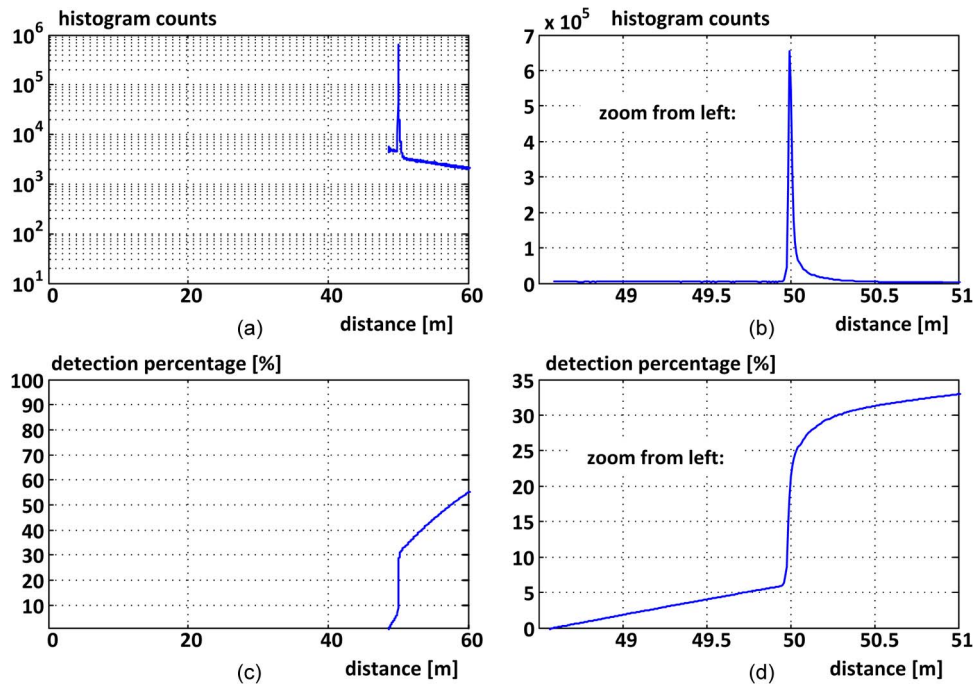 histogram counts
10^6
10^5
10^4
10^3
10^2
10^1
0 20 40 60
(a) distance [m]
x 10^5 histogram counts
7
6
5
4
3
2
1
0
zoom from left:
49 49.5 50 50.5 51
(b) distance [m]
detection percentage [%]
100
90
80
70
60
50
40
30
20
10
0 20 40 60
(c) distance [m]
detection percentage [%]
35
30
25
20
15
10
5
0
zoom from left:
49 49.5 50 50.5 51
(d) distance [m]